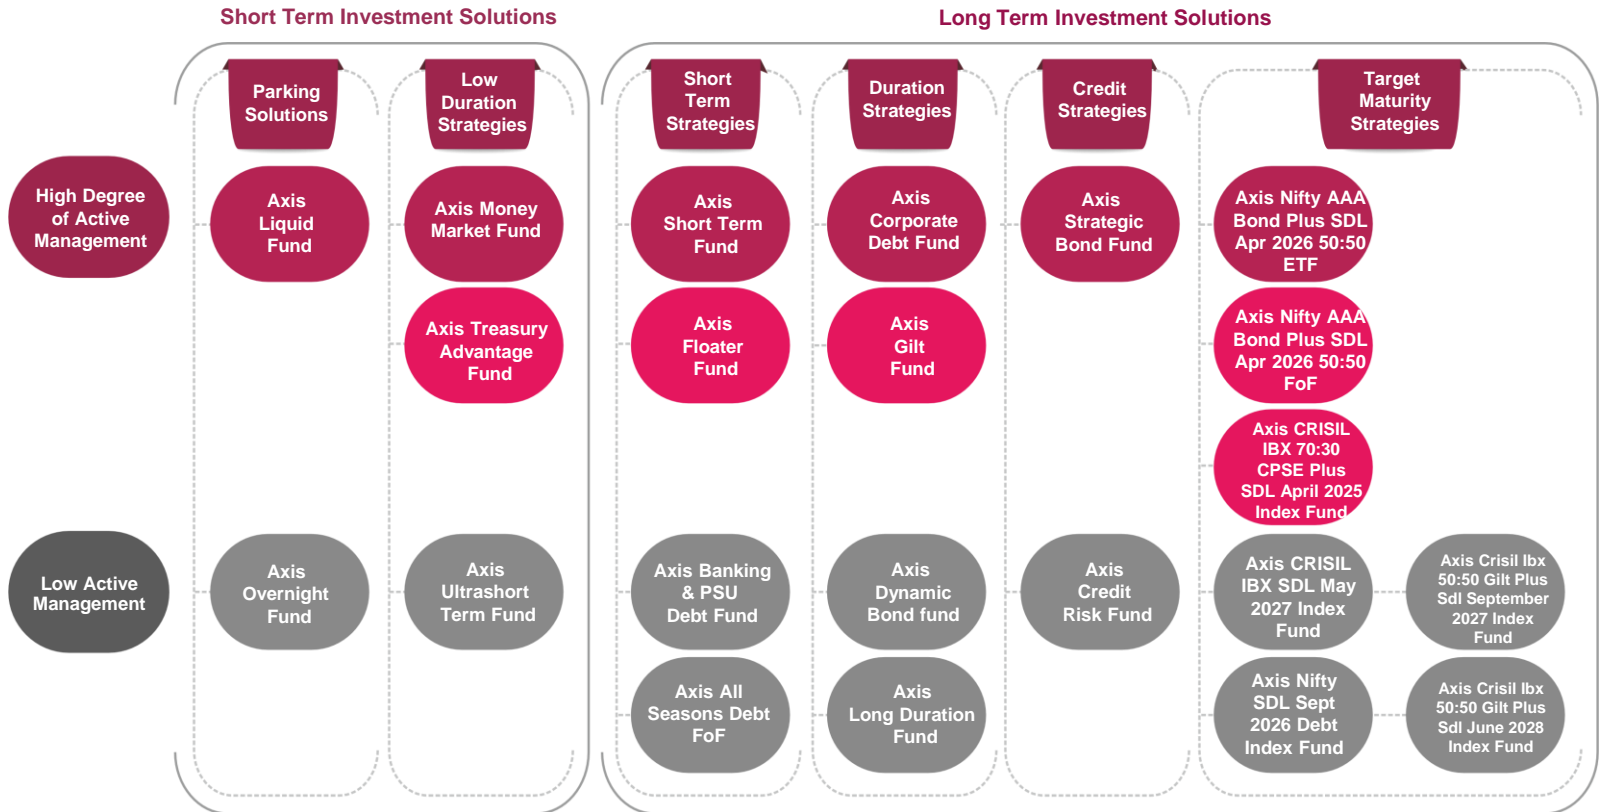 Short Term Investment Solutions
Long Term Investment Solutions
Parking
Solutions
Low
Duration
Strategies
Short
Term
Strategies
Duration
Strategies
Credit
Strategies
Target
Maturity
Strategies
High Degree
of Active
Management
Axis
Liquid
Fund
Axis Money
Market Fund
Axis
Short Term
Fund
Axis
Corporate
Debt Fund
Axis
Strategic
Bond Fund
Axis Nifty AAA
Bond Plus SDL
Apr 2026 50:50
ETF
Axis Treasury
Advantage
Fund
Axis
Floater
Fund
Axis
Gilt
Fund
Axis Nifty AAA
Bond Plus SDL
Apr 2026 50:50
FoF
Axis CRISIL
IBX 70:30
CPSE Plus
SDL April 2025
Index Fund
Low Active
Management
Axis
Overnight
Fund
Axis
Ultrashort
Term Fund
Axis Banking
& PSU
Debt Fund
Axis
Dynamic
Bond fund
Axis
Credit
Risk Fund
Axis CRISIL
IBX SDL May
2027 Index
Fund
Axis Crisil Ibx
50:50 Gilt Plus
Sdl September
2027 Index
Fund
Axis All
Seasons Debt
FoF
Axis
Long Duration
Fund
Axis Nifty
SDL Sept
2026 Debt
Index Fund
Axis Crisil Ibx
50:50 Gilt Plus
Sdl June 2028
Index Fund